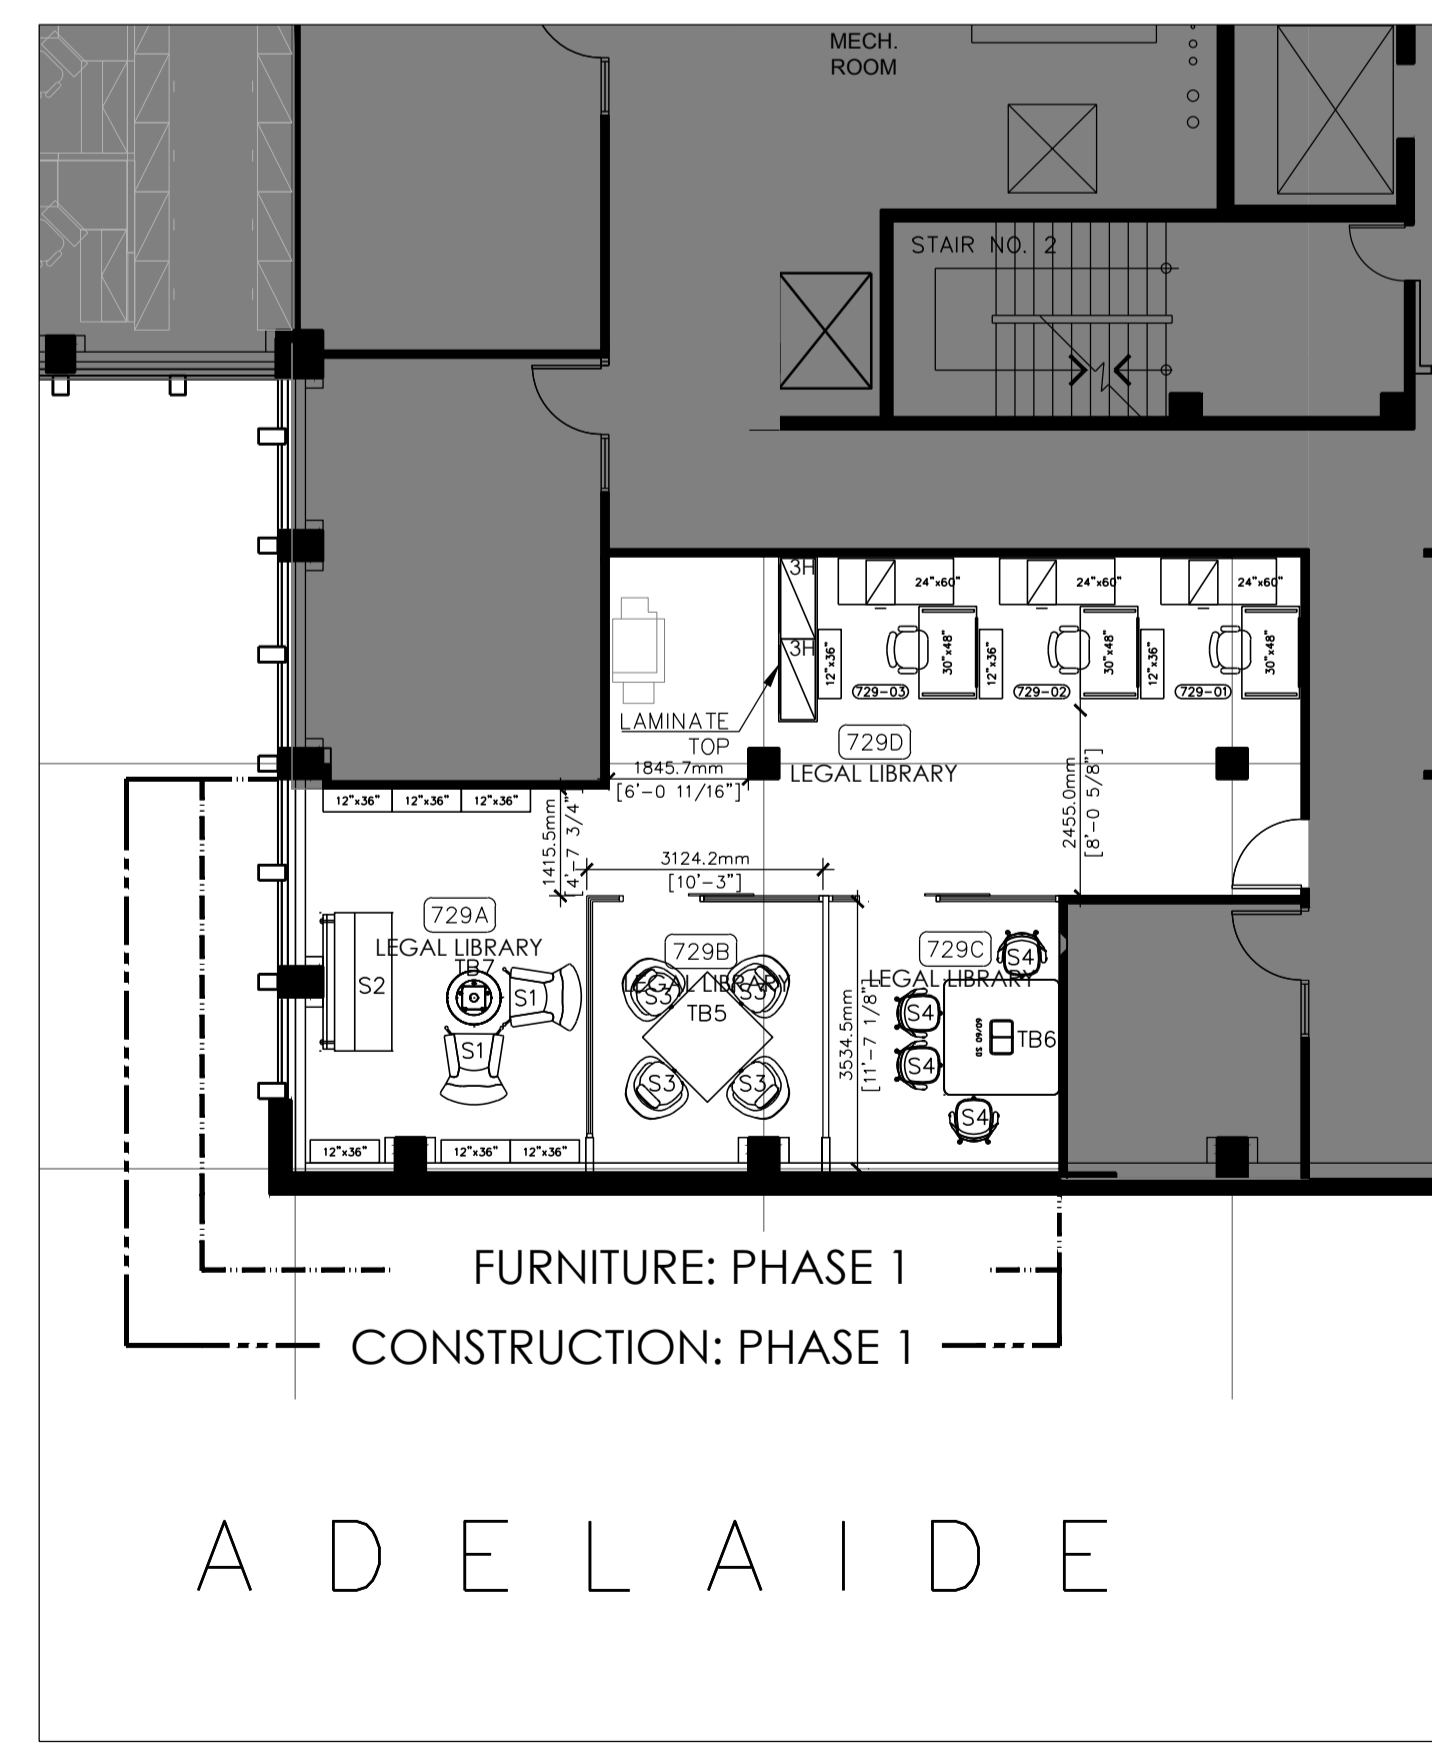 MECH.
ROOM
STAIR NO. 2
3H
24"x60"
24"x60"
24"x60"
3H
12"x36"
30"x48"
12"x36"
30"x48"
12"x36"
30"x48"
729-03
729-02
729-01
LAMINATE
TOP
729D
LEGAL LIBRARY
1845.7mm
[6'-0 11/16"]
2455.0mm
[8'-0 5/8"]
12"x36"
12"x36"
12"x36"
1415.5mm
[4'-7 3/4"]
3124.2mm
[10'-3"]
729A
LEGAL LIBRARY
TB7
729B
LEGAL LIBRARY
729C
LEGAL LIBRARY
S2
S1
S1
S3
S3
TB5
S3
S3
3534.5mm
[11'-7 1/8"]
S4
S4
S4
S4
60/60 SD
TB6
12"x36"
12"x36"
12"x36"
FURNITURE: PHASE 1
CONSTRUCTION: PHASE 1
ADELAIDE